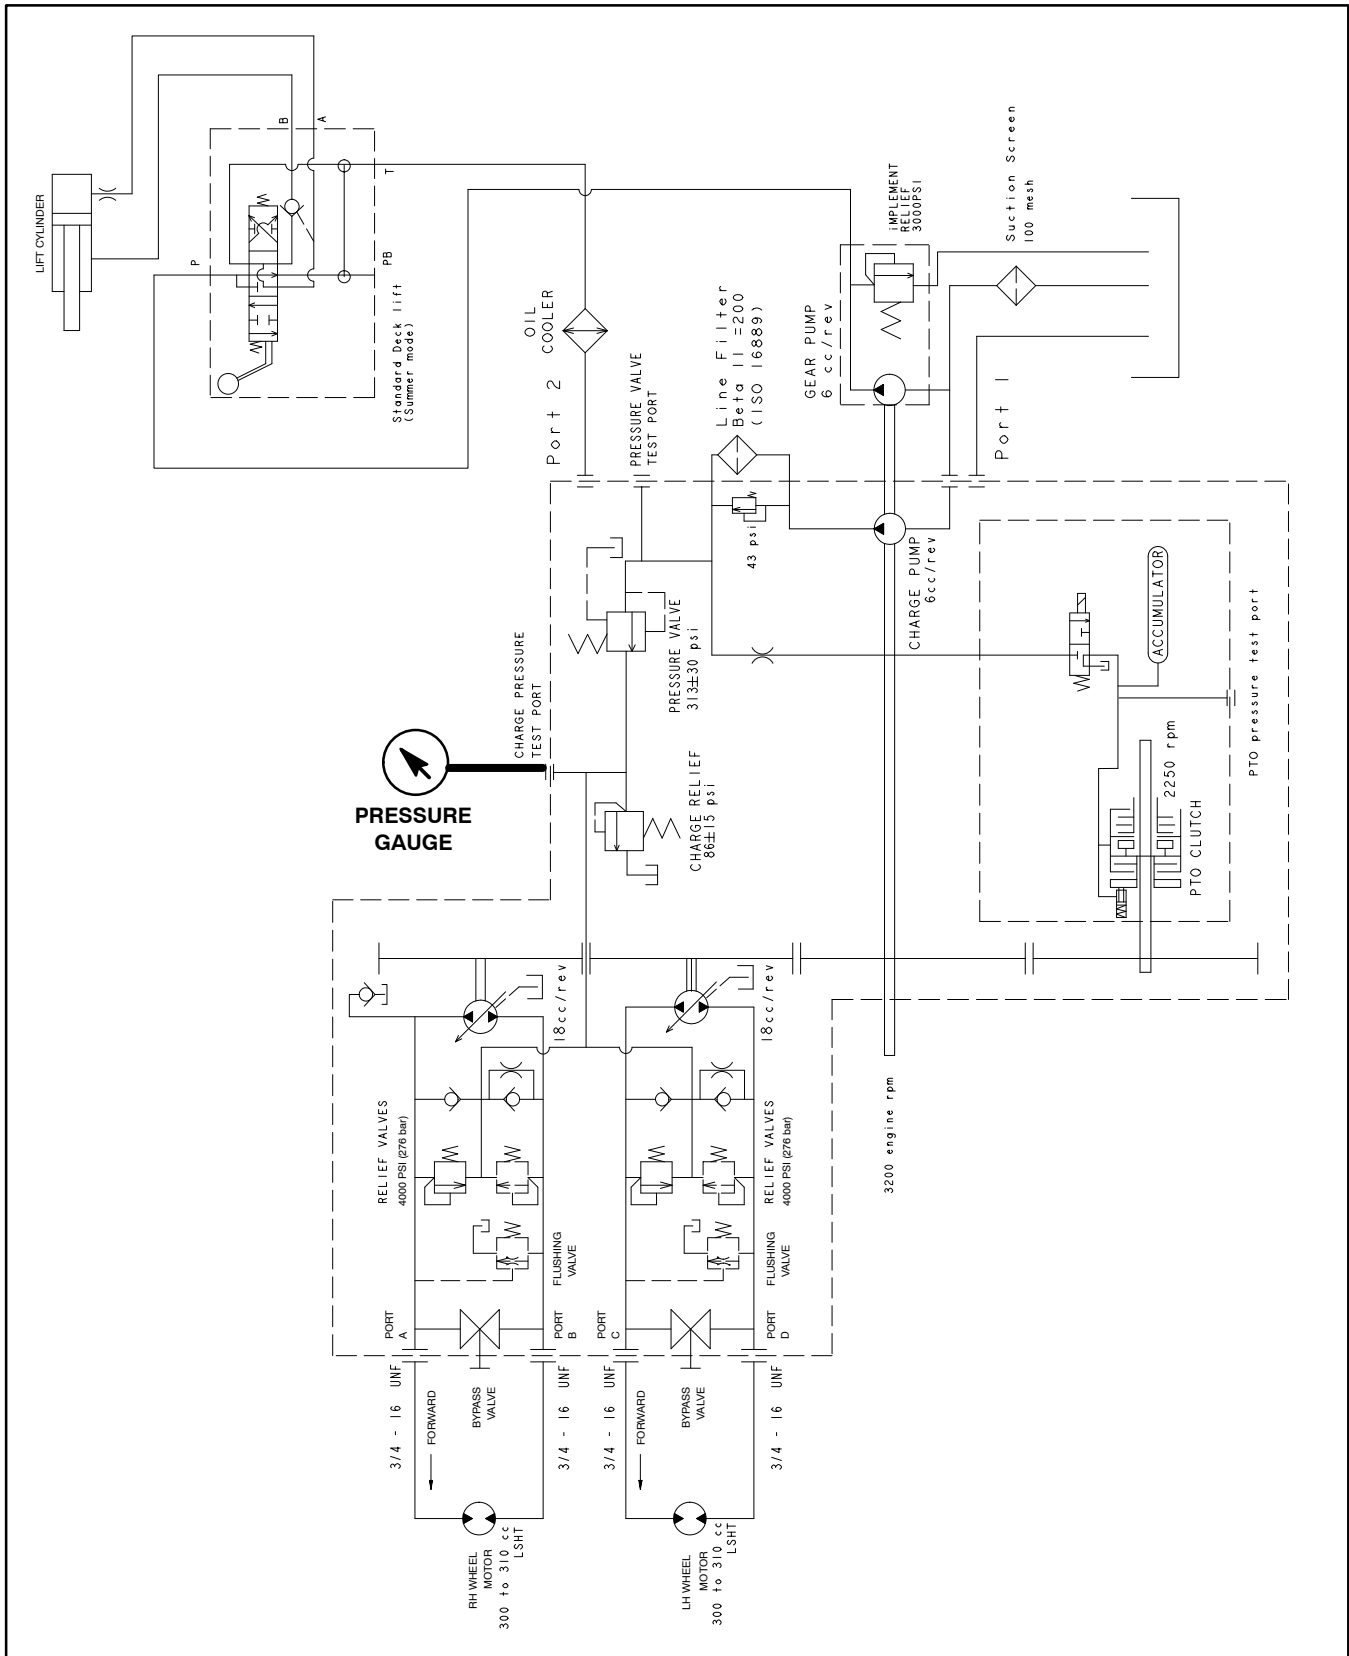 LIFT CYLINDER
B
A
P
T
PB
Standard Deck lift
(Summer mode)
OIL
COOLER
Port 2
PRESSURE VALVE
TEST PORT
Line Filter
Beta 11 =200
(ISO 16889)
iMPLEMENT
RELIEF
3000PSI
GEAR PUMP
6 cc/rev
Suction Screen
100 mesh
Port 1
43 psi
CHARGE PUMP
6cc/rev
PRESSURE VALVE
313±30 psi
CHARGE PRESSURE
TEST PORT
PRESSURE
GAUGE
CHARGE RELIEF
86±15 psi
ACCUMULATOR
PTO pressure test port
2250 rpm
PTO CLUTCH
18cc/rev
18cc/rev
3200 engine rpm
RELIEF VALVES
4000 PSI (276 bar)
RELIEF VALVES
4000 PSI (276 bar)
FLUSHING
VALVE
FLUSHING
VALVE
PORT
A
PORT
B
PORT
C
PORT
D
3/4 - 16 UNF
3/4 - 16 UNF
3/4 - 16 UNF
3/4 - 16 UNF
FORWARD
BYPASS
VALVE
FORWARD
BYPASS
VALVE
RH WHEEL
MOTOR
300 to 310 cc
LSHT
LH WHEEL
MOTOR
300 to 310 cc
LSHT